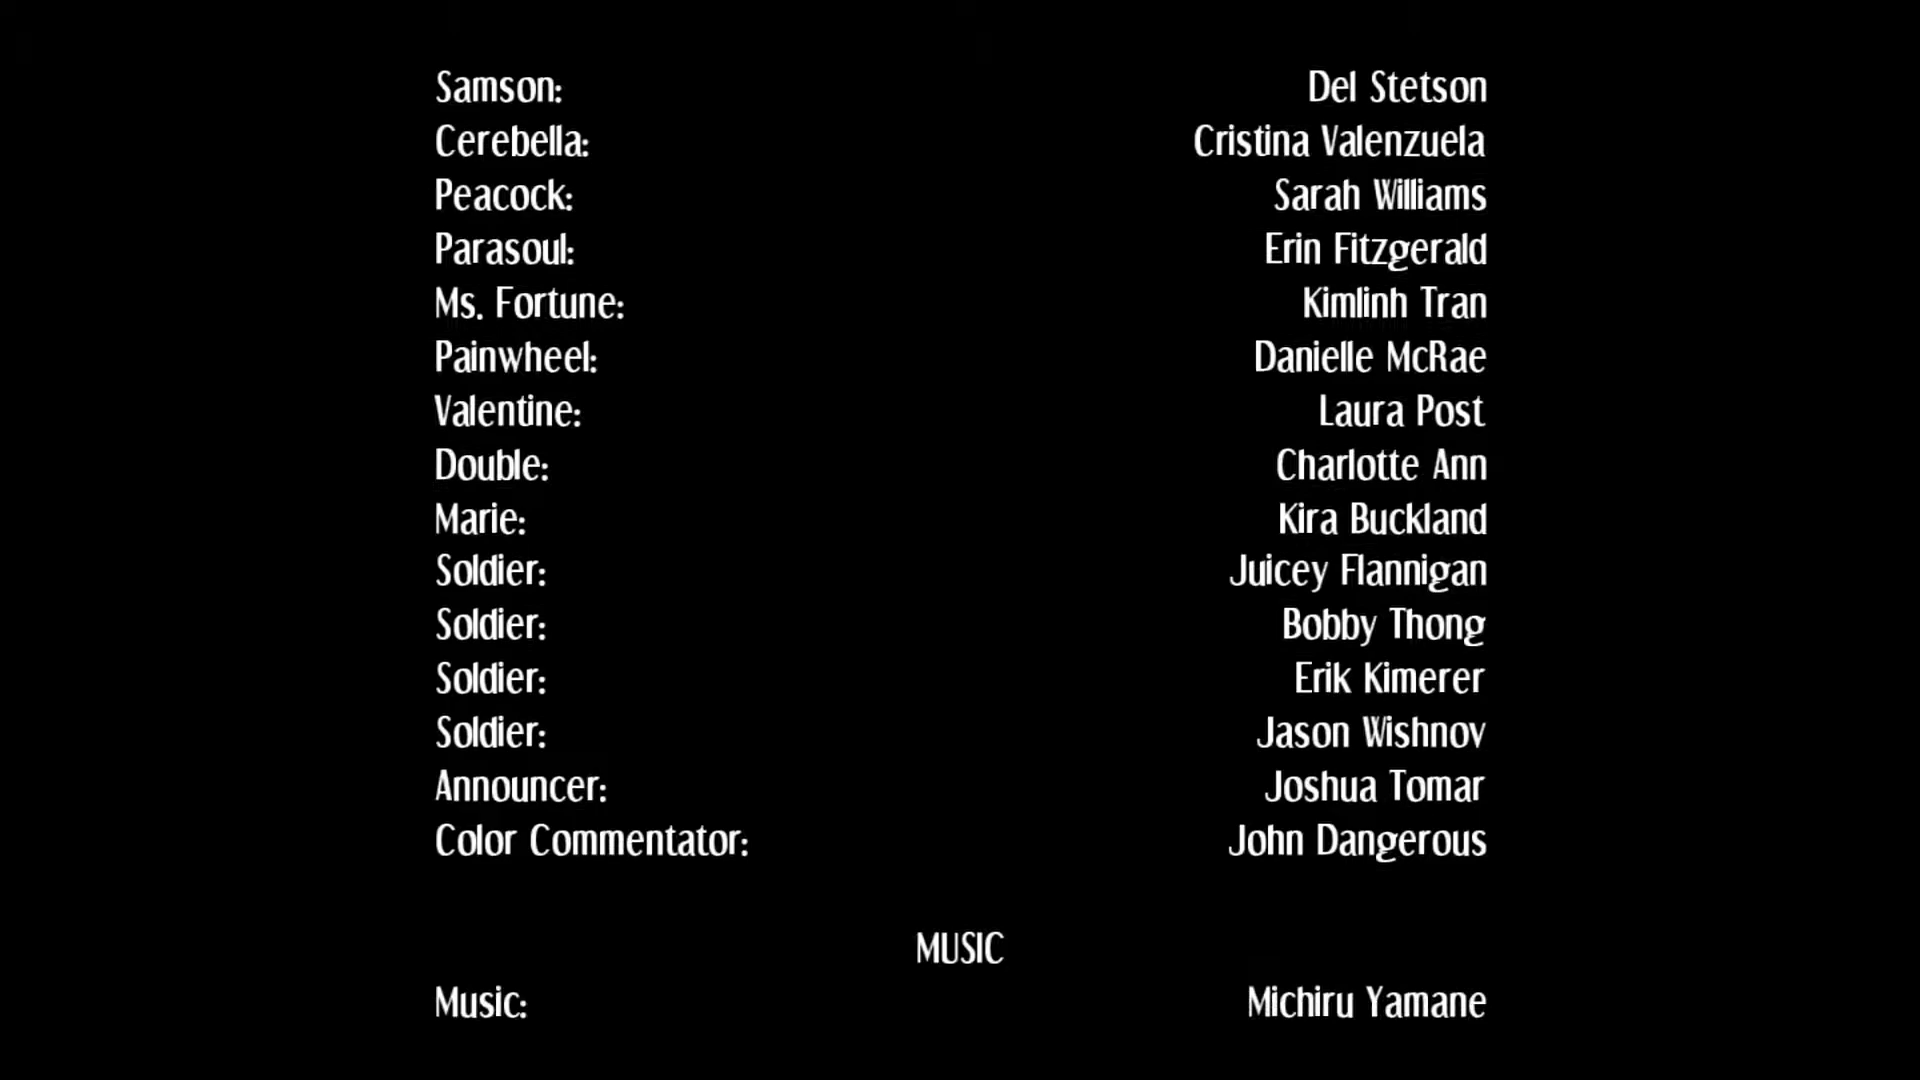 Samson: Del Stetson
Cerebella: Cristina Valenzuela
Peacock: Sarah Williams
Parasoul: Erin Fitzgerald
Ms. Fortune: Kimlinh Tran
Painwheel: Danielle McRae
Valentine: Laura Post
Double: Charlotte Ann
Marie: Kira Buckland
Soldier: Juicey Flannigan
Soldier: Bobby Thong
Soldier: Erik Kimerer
Soldier: Jason Wishnov
Announcer: Joshua Tomar
Color Commentator: John Dangerous
MUSIC
Music: Michiru Yamane